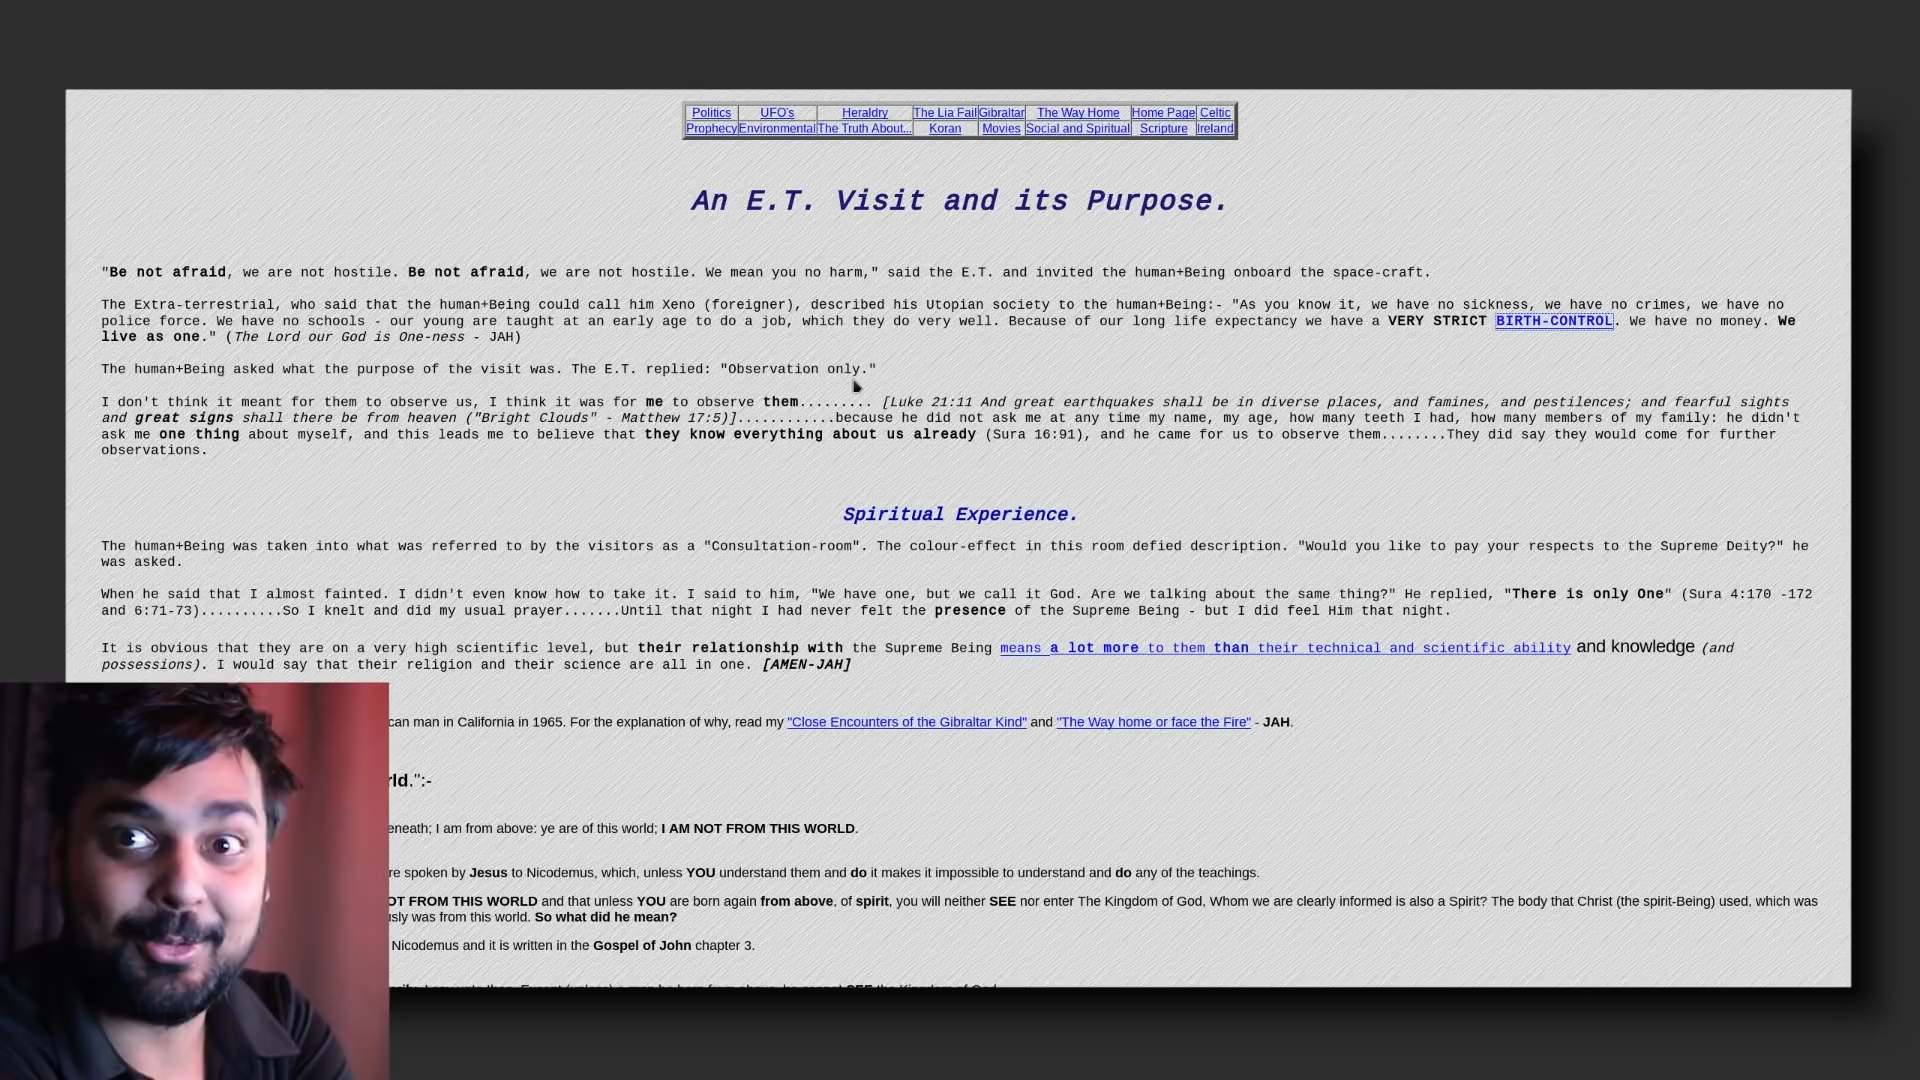 Politics UFO's Heraldry The Lia Fail Gibraltar The Way Home Home Page Celtic
Prophecy Environmental The Truth About... Koran Movies Social and Spiritual Scripture Ireland
An E.T. Visit and its Purpose.
"Be not afraid, we are not hostile. Be not afraid, we are not hostile. We mean you no harm," said the E.T. and invited the human+Being onboard the space-craft.
The Extra-terrestrial, who said that the human+Being could call him Xeno (foreigner), described his Utopian society to the human+Being:- "As you know it, we have no sickness, we have no crimes, we have no
police force. We have no schools - our young are taught at an early age to do a job, which they do very well. Because of our long life expectancy we have a VERY STRICT BIRTH-CONTROL. We have no money. We
live as one." (The Lord our God is One-ness - JAH)
The human+Being asked what the purpose of the visit was. The E.T. replied: "Observation only."
I don't think it meant for them to observe us, I think it was for me to observe them......... [Luke 21:11 And great earthquakes shall be in diverse places, and famines, and pestilences; and fearful sights
and great signs shall there be from heaven ("Bright Clouds" - Matthew 17:5)]............because he did not ask me at any time my name, my age, how many teeth I had, how many members of my family: he didn't
ask me one thing about myself, and this leads me to believe that they know everything about us already (Sura 16:91), and he came for us to observe them........They did say they would come for further
observations.
Spiritual Experience.
The human+Being was taken into what was referred to by the visitors as a "Consultation-room". The colour-effect in this room defied description. "Would you like to pay your respects to the Supreme Deity?" he
was asked.
When he said that I almost fainted. I didn't even know how to take it. I said to him, "We have one, but we call it God. Are we talking about the same thing?" He replied, "There is only One" (Sura 4:170 -172
and 6:71-73)..........So I knelt and did my usual prayer.......Until that night I had never felt the presence of the Supreme Being - but I did feel Him that night.
It is obvious that they are on a very high scientific level, but their relationship with the Supreme Being means a lot more to them than their technical and scientific ability and knowledge (and
possessions). I would say that their religion and their science are all in one. [AMEN-JAH]
can man in California in 1965. For the explanation of why, read my "Close Encounters of the Gibraltar Kind" and "The Way home or face the Fire" - JAH.
rld.":-
eneath; I am from above: ye are of this world; I AM NOT FROM THIS WORLD.
re spoken by Jesus to Nicodemus, which, unless YOU understand them and do it makes it impossible to understand and do any of the teachings.
OT FROM THIS WORLD and that unless YOU are born again from above, of spirit, you will neither SEE nor enter The Kingdom of God, Whom we are clearly informed is also a Spirit? The body that Christ (the spirit-Being) used, which was
sly was from this world. So what did he mean?
Nicodemus and it is written in the Gospel of John chapter 3.